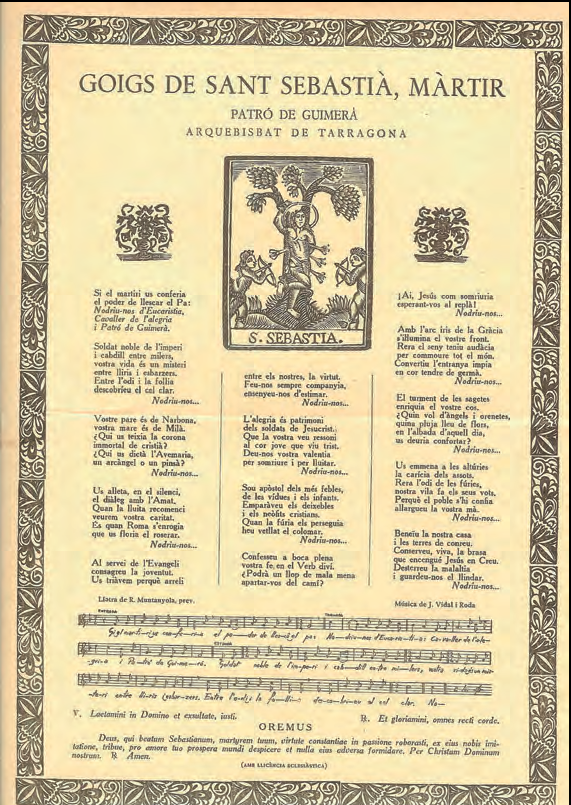 GOIGS DE SANT SEBASTIÀ, MÀRTIR
PATRÓ DE GUIMERÀ
ARQUEBISBAT DE TARRAGONA
S. SEBASTIA.
Si el martiri us conferia
el poder de llescar el Pa:
Nodriu-nos d'Eucaristia,
Cavaller de l'alegria
i Patró de Guimerà.
Soldat noble de l'imperi
i cabdill entre milers,
vostra vida és un misteri
entre lliris i esbarzers.
Entre l'odi i la follia
descobríeu el cel clar.
Nodriu-nos...
Vostre pare és de Narbona,
vostra mare és de Milà.
¿Qui us teixia la corona
immortal de cristià?
¿Qui us dictà l'Avemaria,
un arcàngel o un pinsà?
Nodriu-nos...
Us alleta, en el silenci,
el diàleg amb l'Amat.
Quan la lluita recomenci
veurem vostra caritat.
Es quan Roma s'enrogia
que us floria el roserar.
Nodriu-nos...
Al servei de l'Evangeli
consagreu la joventut.
Us triàvem perquè arreli
entre els nostres, la virtut.
Feu-nos sempre companyia,
ensenyeu-nos d'estimar.
Nodriu-nos...
L'alegria és patrimoni
dels soldats de Jesucrist.
Que la vostra veu ressoni
al cor jove que viu trist.
Deu-nos vostra valentia
per somriure i per lluitar.
Nodriu-nos...
Sou apòstol dels més febles,
de les vídues i els infants.
Emparàveu els deixebles
i els neòfits cristians.
Quan la fúria els perseguia
heu vetllat el colomar.
Nodriu-nos...
Confesseu a boca plena
vostra fe en el Verb diví.
¿Podrà un llop de mala mena
apartar-vos del camí?
¡Ai, Jesús com somriuria
esperant-vos al replà!
Nodriu-nos...
Amb l'arc iris de la Gràcia
s'illumina el vostre front.
Rera el seny teniu audàcia
per commoure tot el món.
Convertiu l'entranya impia
en cor tendre de germà.
Nodriu-nos...
El turment de les sagetes
enriquia el vostre cos.
¿Quin vol d'àngels i orenetes,
quina pluja lleu de flors,
en l'albada d'aquell dia,
us deuria confortar?
Nodriu-nos...
Us emmena a les altúries
la carícia dels assots.
Rera l'odi de les fúries,
nostra vila fa els seus vots.
Perquè el poble s'hi confia
allargueu la vostra mà.
Nodriu-nos...
Beneïu la nostra casa
i les terres de conreu.
Conserveu, viva, la brasa
que encengué Jesús en Creu.
Desterreu la malaltia
i guardeu-nos el llindar.
Nodriu-nos...
Lletra de R. Muntanyola, prev.
Música de J. Vidal i Roda
V. Laetamini in Domino et exsultate, iusti.
R. Et gloriamini, omnes recti corde.
OREMUS
Deus, qui beatum Sebastianum, martyrem tuum, virtute constantiae in passione roborasti, ex eius nobis imi-
tatione, tribue, pro amore tuo prospera mundi despicere et nulla eius adversa formidare. Per Christum Dominum
nostrum. R. Amen.
(AMB LLICÈNCIA ECLESIÀSTICA)